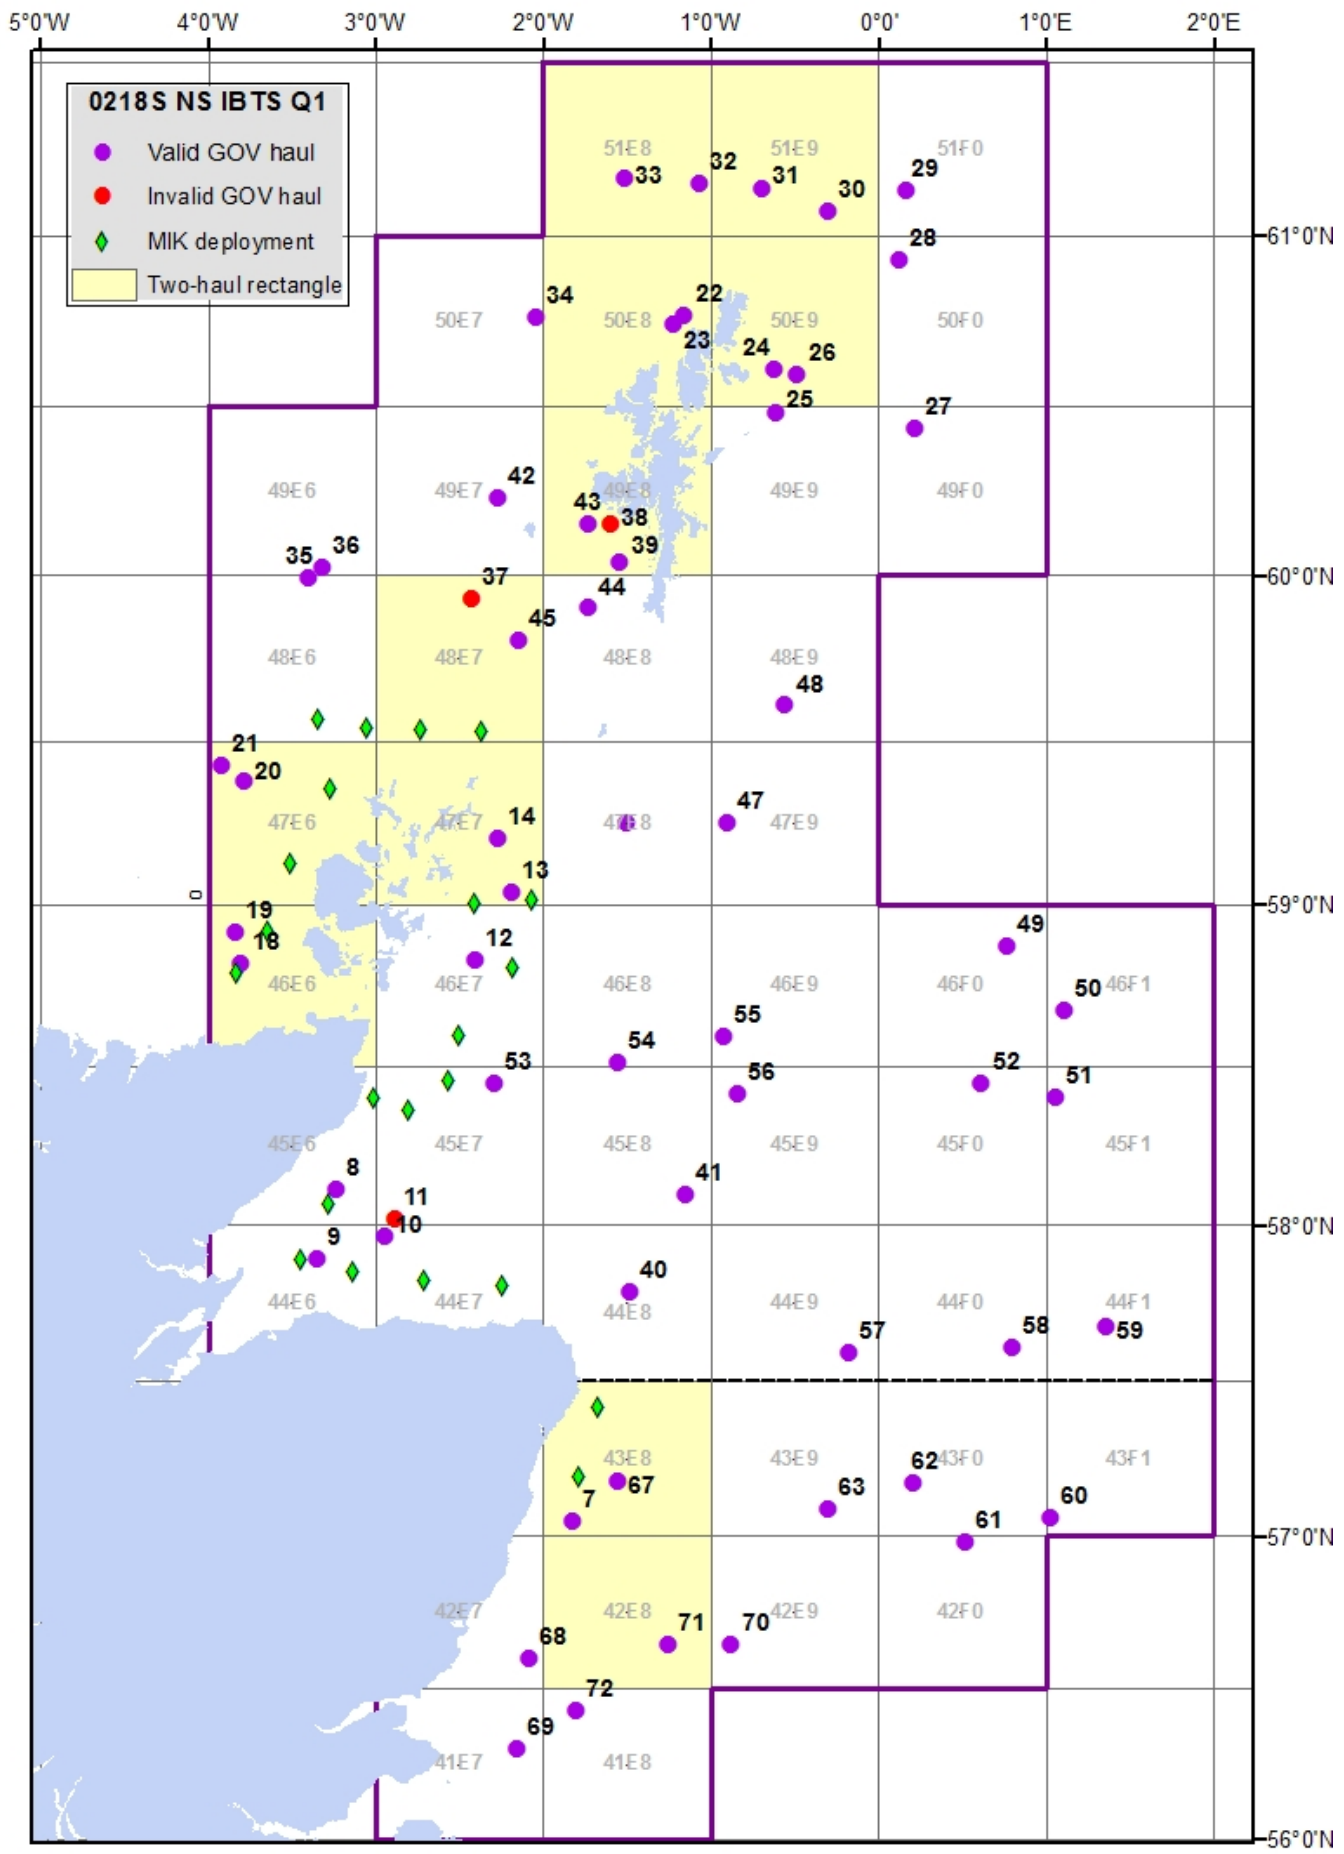 5°0'W 4°0'W 3°0'W 2°0'W 1°0'W 0°0' 1°0'E 2°0'E
0218S NS IBTS Q1
Valid GOV haul
Invalid GOV haul
MIK deployment
Two-haul rectangle
51E8 51E9 51F0
33 32 31 30 29
28
61°0'N
34 22
50E7 50E8 50E9 50F0
23 24 26
25 27
42
49E6 49E7 49E8 49E9 49F0
43 38
35 36 39
60°0'N
37 44
45
48E6 48E7 48E8 48E9
48
21
20
14 47
47E6 47E7 47E8 47E9
13
0
59°0'N
19 49
18 12
46E6 46E7 46E8 46E9 46F0 46F1
50
55
54
53 56 52 51
45E6 45E7 45E8 45E9 45F0 45F1
8 41
11
10
58°0'N
9
40
44E6 44E7 44E8 44E9 44F0 44F1
57 58 59
43E8 43E9 43F0 43F1
62
67 63
7 60
61
57°0'N
42E7 42E8 42E9 42F0
71 70
68
72
69
41E7 41E8
56°0'N